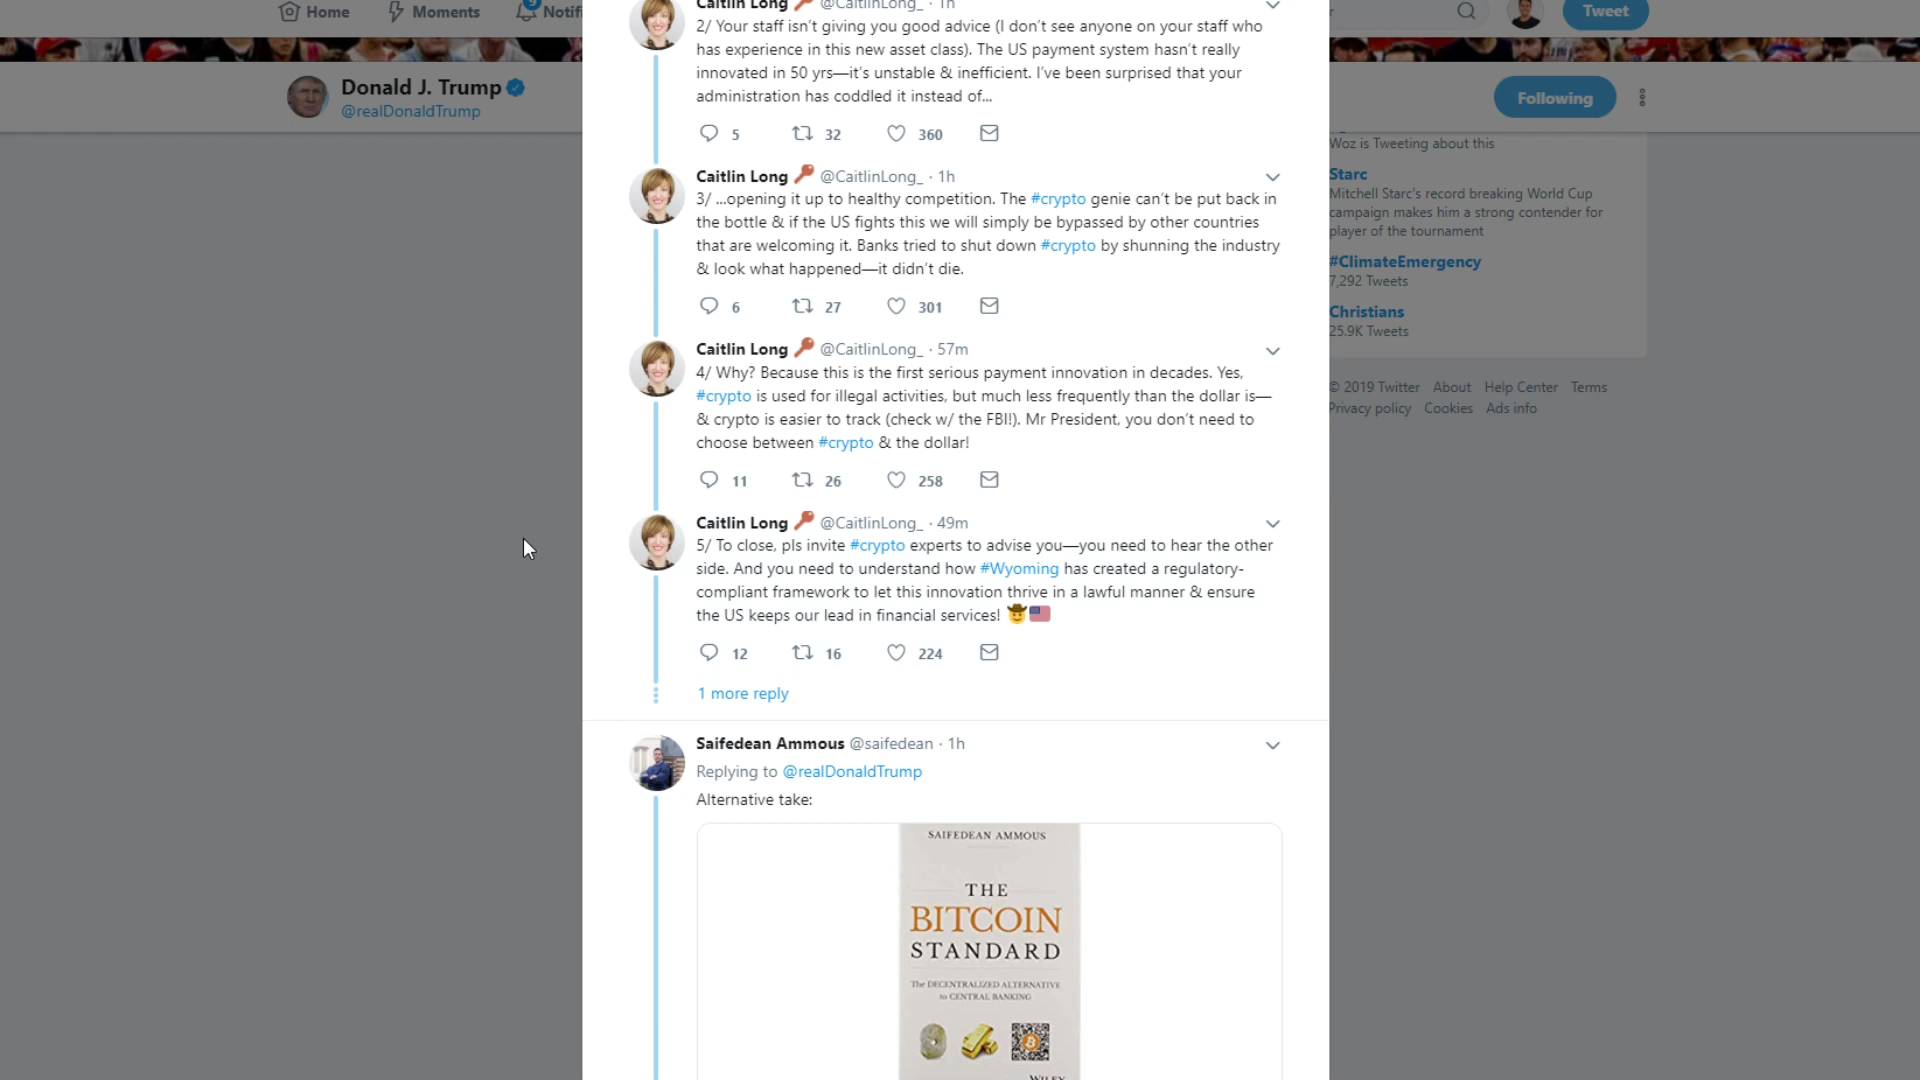 Home
Moments
Notifi
Tweet
Donald J. Trump
@realDonaldTrump
Following
Caitlin Long @CaitlinLong_ · 1h
2/ Your staff isn't giving you good advice (I don't see anyone on your staff who
has experience in this new asset class). The US payment system hasn't really
innovated in 50 yrs—it's unstable & inefficient. I've been surprised that your
administration has coddled it instead of...
5 32 360
Caitlin Long @CaitlinLong_ · 1h
3/ ...opening it up to healthy competition. The #crypto genie can't be put back in
the bottle & if the US fights this we will simply be bypassed by other countries
that are welcoming it. Banks tried to shut down #crypto by shunning the industry
& look what happened—it didn't die.
6 27 301
Caitlin Long @CaitlinLong_ · 57m
4/ Why? Because this is the first serious payment innovation in decades. Yes,
#crypto is used for illegal activities, but much less frequently than the dollar is—
& crypto is easier to track (check w/ the FBI!). Mr President, you don't need to
choose between #crypto & the dollar!
11 26 258
Caitlin Long @CaitlinLong_ · 49m
5/ To close, pls invite #crypto experts to advise you—you need to hear the other
side. And you need to understand how #Wyoming has created a regulatory-
compliant framework to let this innovation thrive in a lawful manner & ensure
the US keeps our lead in financial services!
12 16 224
1 more reply
Saifedean Ammous @saifedean · 1h
Replying to @realDonaldTrump
Alternative take:
SAIFEDEAN AMMOUS
THE
BITCOIN
STANDARD
The DECENTRALIZED ALTERNATIVE
to CENTRAL BANKING
WILEY
Woz is Tweeting about this
Starc
Mitchell Starc's record breaking World Cup
campaign makes him a strong contender for
player of the tournament
#ClimateEmergency
7,292 Tweets
Christians
25.9K Tweets
© 2019 Twitter About Help Center Terms
Privacy policy Cookies Ads info